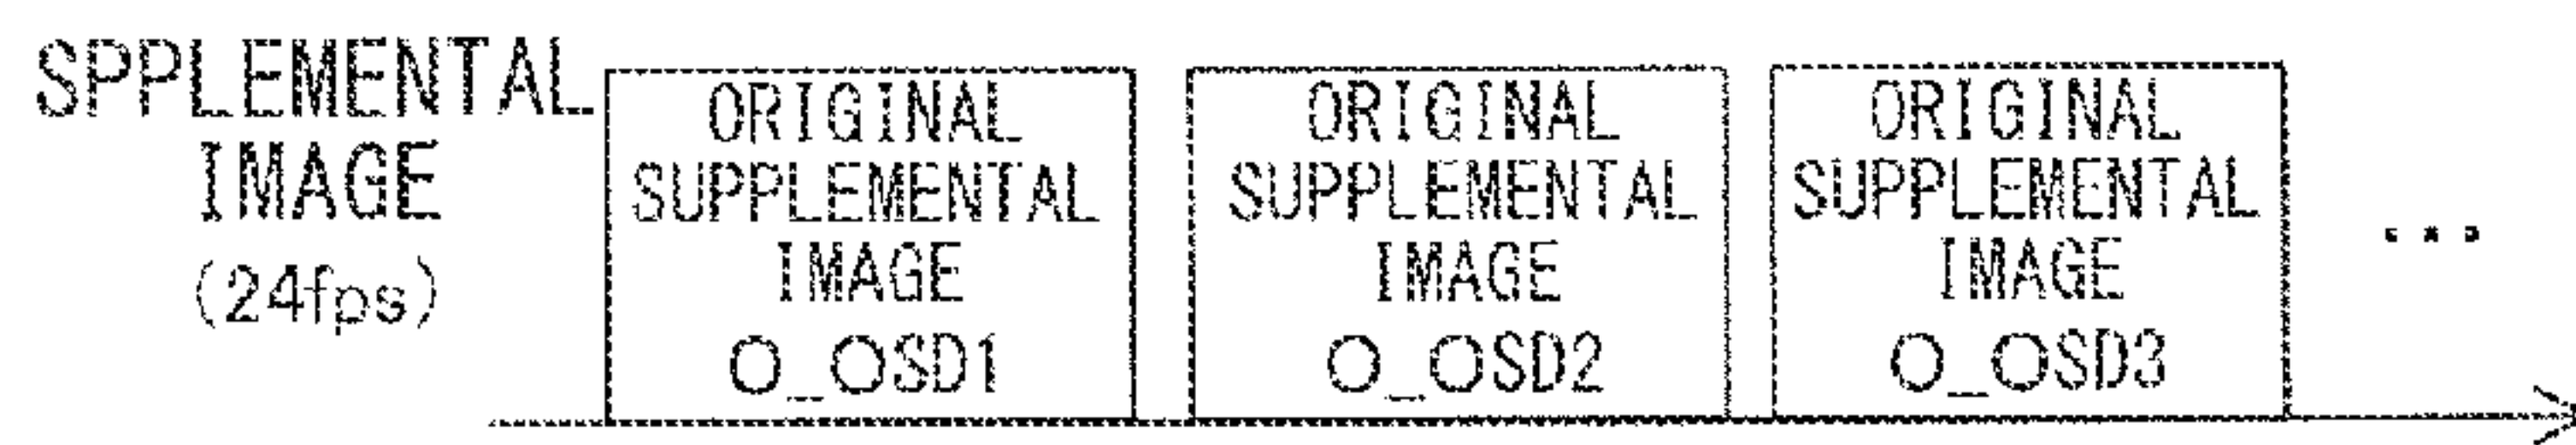 SPPLEMENTAL
IMAGE
(24fps)
ORIGINAL
SUPPLEMENTAL
IMAGE
O_OSD1
ORIGINAL
SUPPLEMENTAL
IMAGE
O_OSD2
ORIGINAL
SUPPLEMENTAL
IMAGE
O_OSD3
...